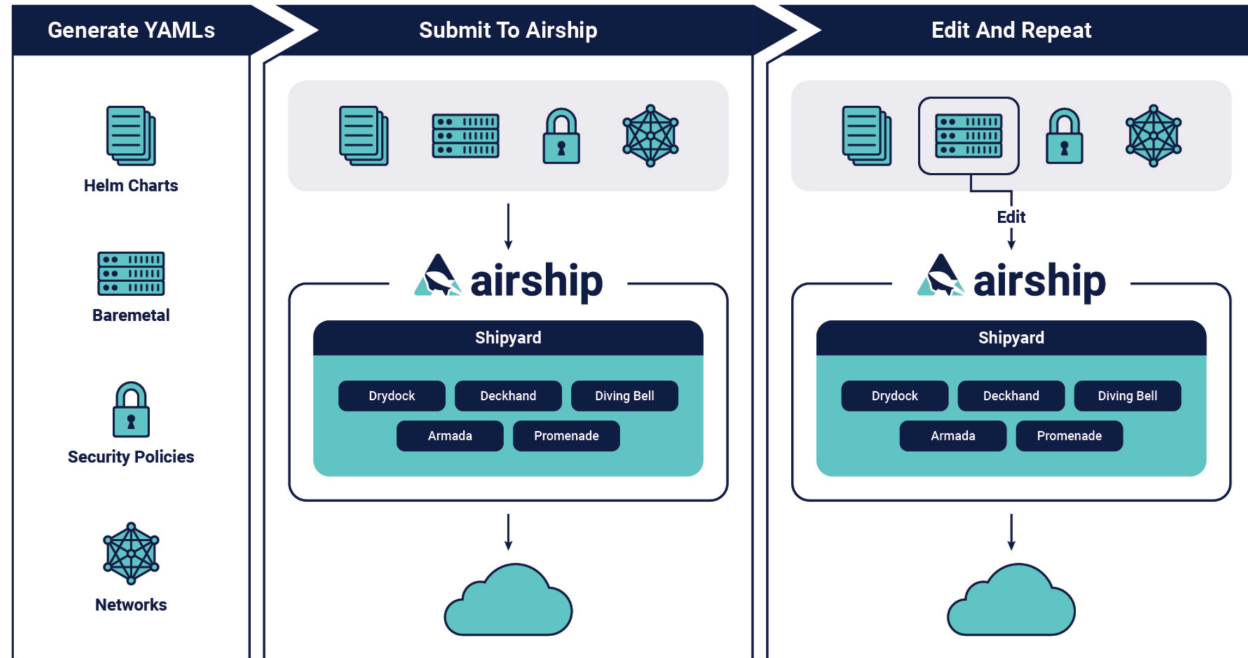 Generate YAMLs
Helm Charts
Baremetal
Security Policies
Networks
Submit To Airship
airship
Shipyard
Drydock
Deckhand
Diving Bell
Armada
Promenade
Edit And Repeat
Edit
airship
Shipyard
Drydock
Deckhand
Diving Bell
Armada
Promenade